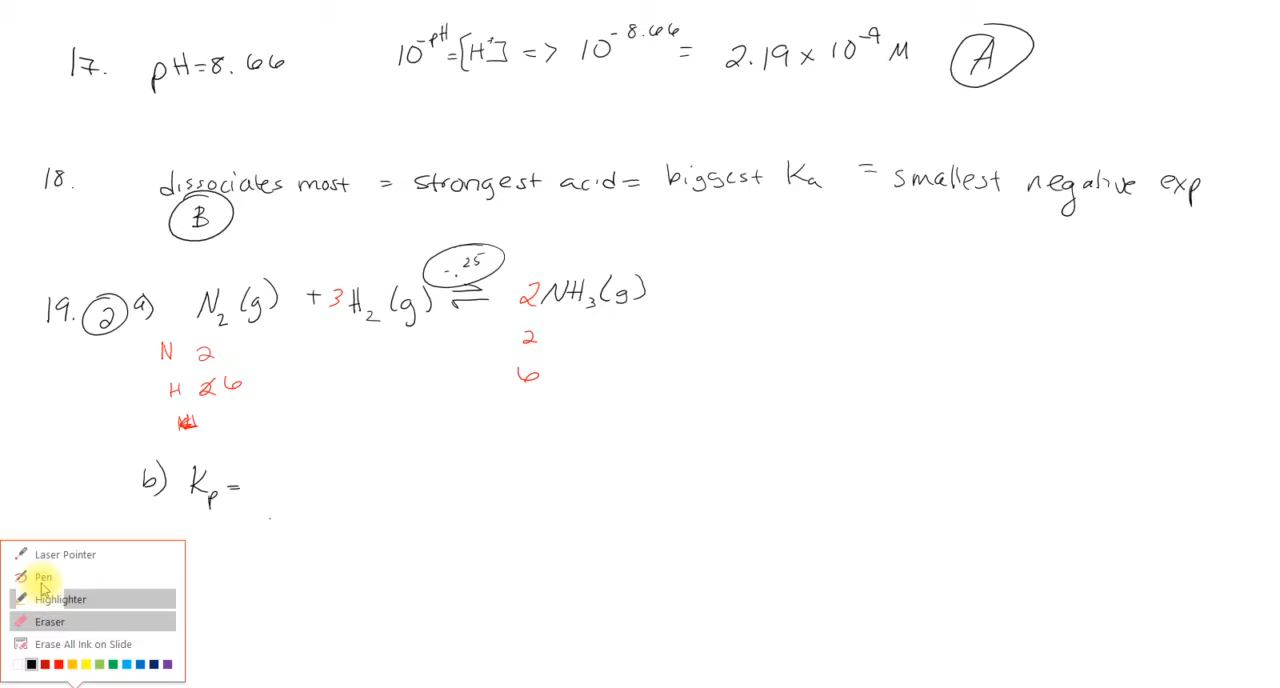 17. pH=8.66 10^-pH=[H+] => 10^-8.66 = 2.19 x 10^-9 M A
18. dissociates most = strongest acid = biggest Ka = smallest negative exp
B
-.25
19. 2 a) N2(g) + 3H2(g) ⇌ 2NH3(g)
N 2 2
H 2 6 6
b) Kp =
Laser Pointer
Pen
Highlighter
Eraser
Erase All Ink on Slide